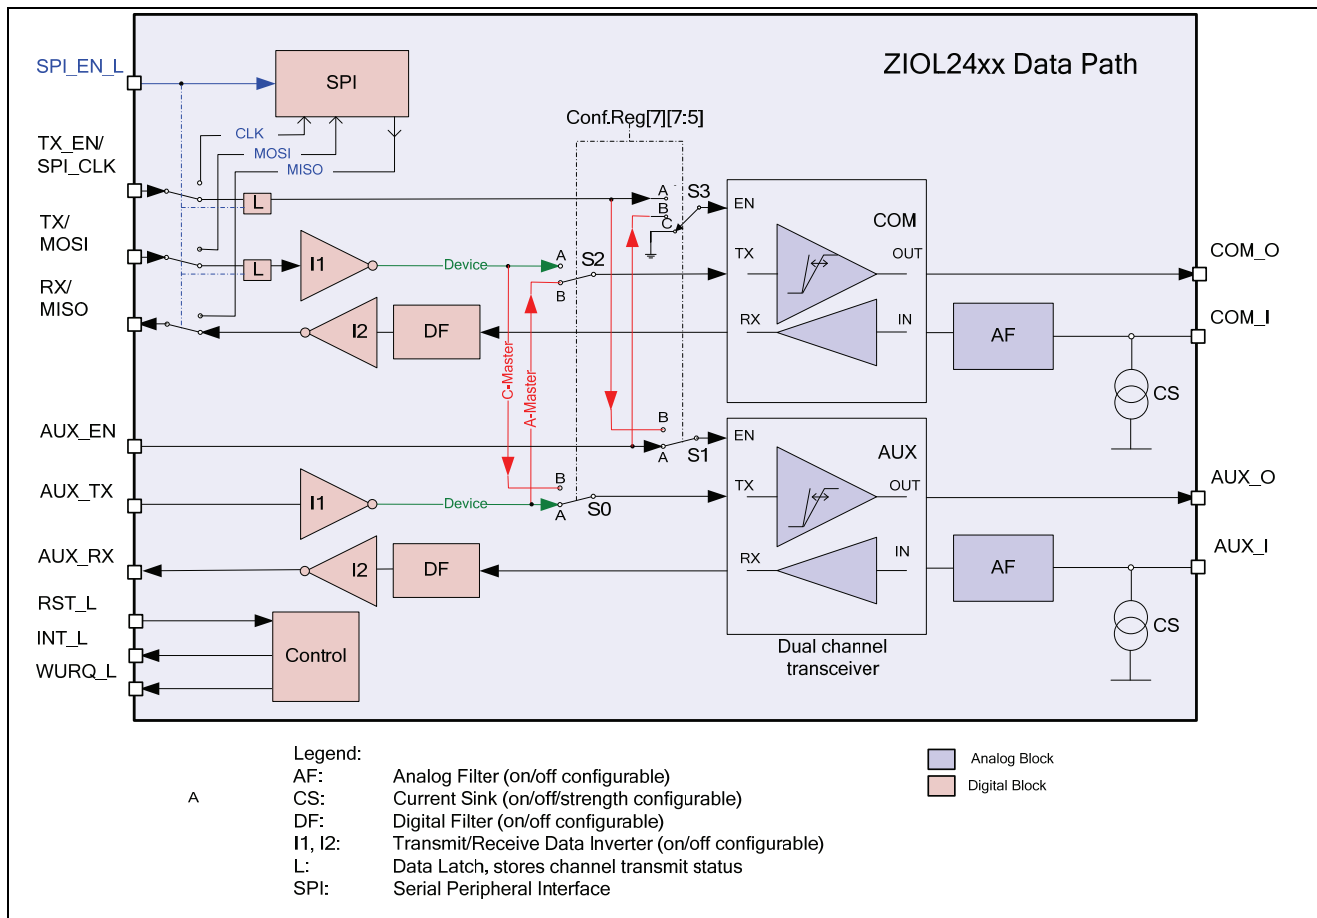 ZIOL24xx Data Path
SPI_EN_L
SPI
TX_EN/
SPI_CLK
CLK
MOSI
MISO
Conf.Reg[7][7:5]
L
A
B
C
S3
EN
COM
TX/
MOSI
L
I1
Device
A
B
S2
TX
OUT
COM_O
RX/
MISO
I2
DF
RX
IN
AF
COM_I
CS
C-Master
A-Master
AUX_EN
B
A
S1
EN
AUX
AUX_TX
I1
Device
B
A
S0
TX
OUT
AUX_O
AUX_RX
I2
DF
RX
IN
AF
AUX_I
CS
RST_L
INT_L
WURQ_L
Control
Dual channel
transceiver
Legend:
AF: Analog Filter (on/off configurable)
CS: Current Sink (on/off/strength configurable)
DF: Digital Filter (on/off configurable)
I1, I2: Transmit/Receive Data Inverter (on/off configurable)
L: Data Latch, stores channel transmit status
SPI: Serial Peripheral Interface
A
Analog Block
Digital Block